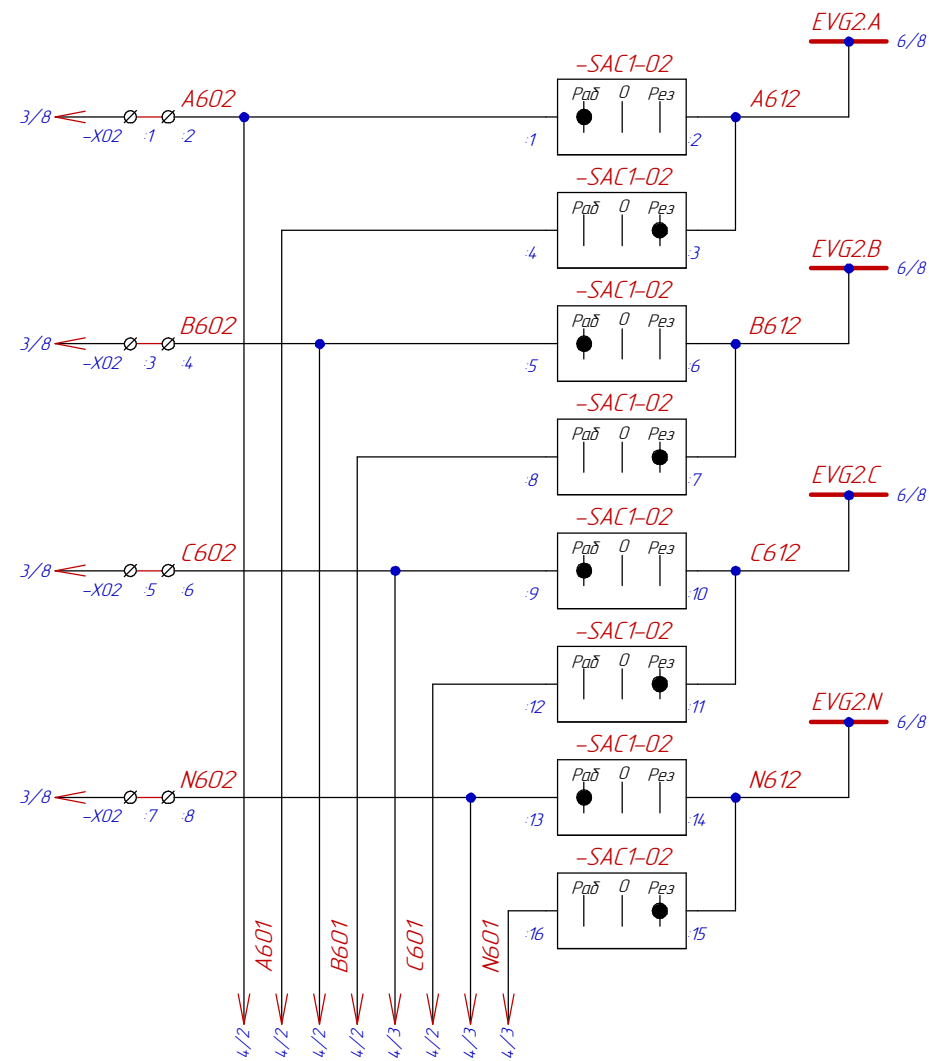 EVG2.A
6/8
-SAC1-02
A602
Раб 0 Рез
A612
3/8
-X02 :1 :2
:1 :2
-SAC1-02
Раб 0 Рез
:4 :3
EVG2.B
6/8
-SAC1-02
B602
Раб 0 Рез
B612
3/8
-X02 :3 :4
:5 :6
-SAC1-02
Раб 0 Рез
:8 :7
EVG2.C
6/8
-SAC1-02
C602
Раб 0 Рез
C612
3/8
-X02 :5 :6
:9 :10
-SAC1-02
Раб 0 Рез
:12 :11
EVG2.N
6/8
-SAC1-02
N602
Раб 0 Рез
N612
3/8
-X02 :7 :8
:13 :14
-SAC1-02
Раб 0 Рез
:16 :15
A601
B601
C601
N601
4/2
4/2
4/2
4/2
4/3
4/2
4/3
4/3